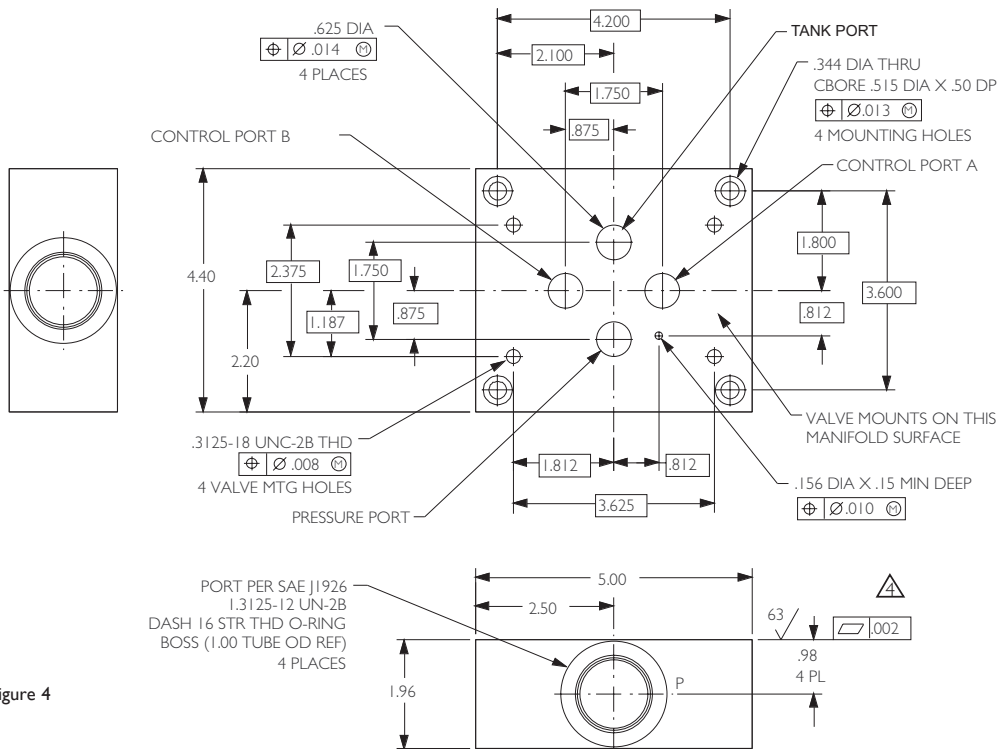 4.200
.625 DIA
TANK PORT
⌖ Ø .014 Ⓜ
2.100
4 PLACES
.344 DIA THRU
CBORE .515 DIA X .50 DP
1.750
⌖ Ø.013 Ⓜ
4 MOUNTING HOLES
CONTROL PORT B
.875
CONTROL PORT A
4.40
2.375
1.750
1.800
.875
3.600
1.187
.812
2.20
VALVE MOUNTS ON THIS
MANIFOLD SURFACE
.3125-18 UNC-2B THD
⌖ Ø .008 Ⓜ
4 VALVE MTG HOLES
1.812
.812
.156 DIA X .15 MIN DEEP
⌖ Ø.010 Ⓜ
3.625
PRESSURE PORT
PORT PER SAE J1926
1.3125-12 UN-2B
DASH 16 STR THD O-RING
BOSS (1.00 TUBE OD REF)
4 PLACES
5.00
2.50
4
63
⏥ .002
.98
4 PL
1.96
P
igure 4